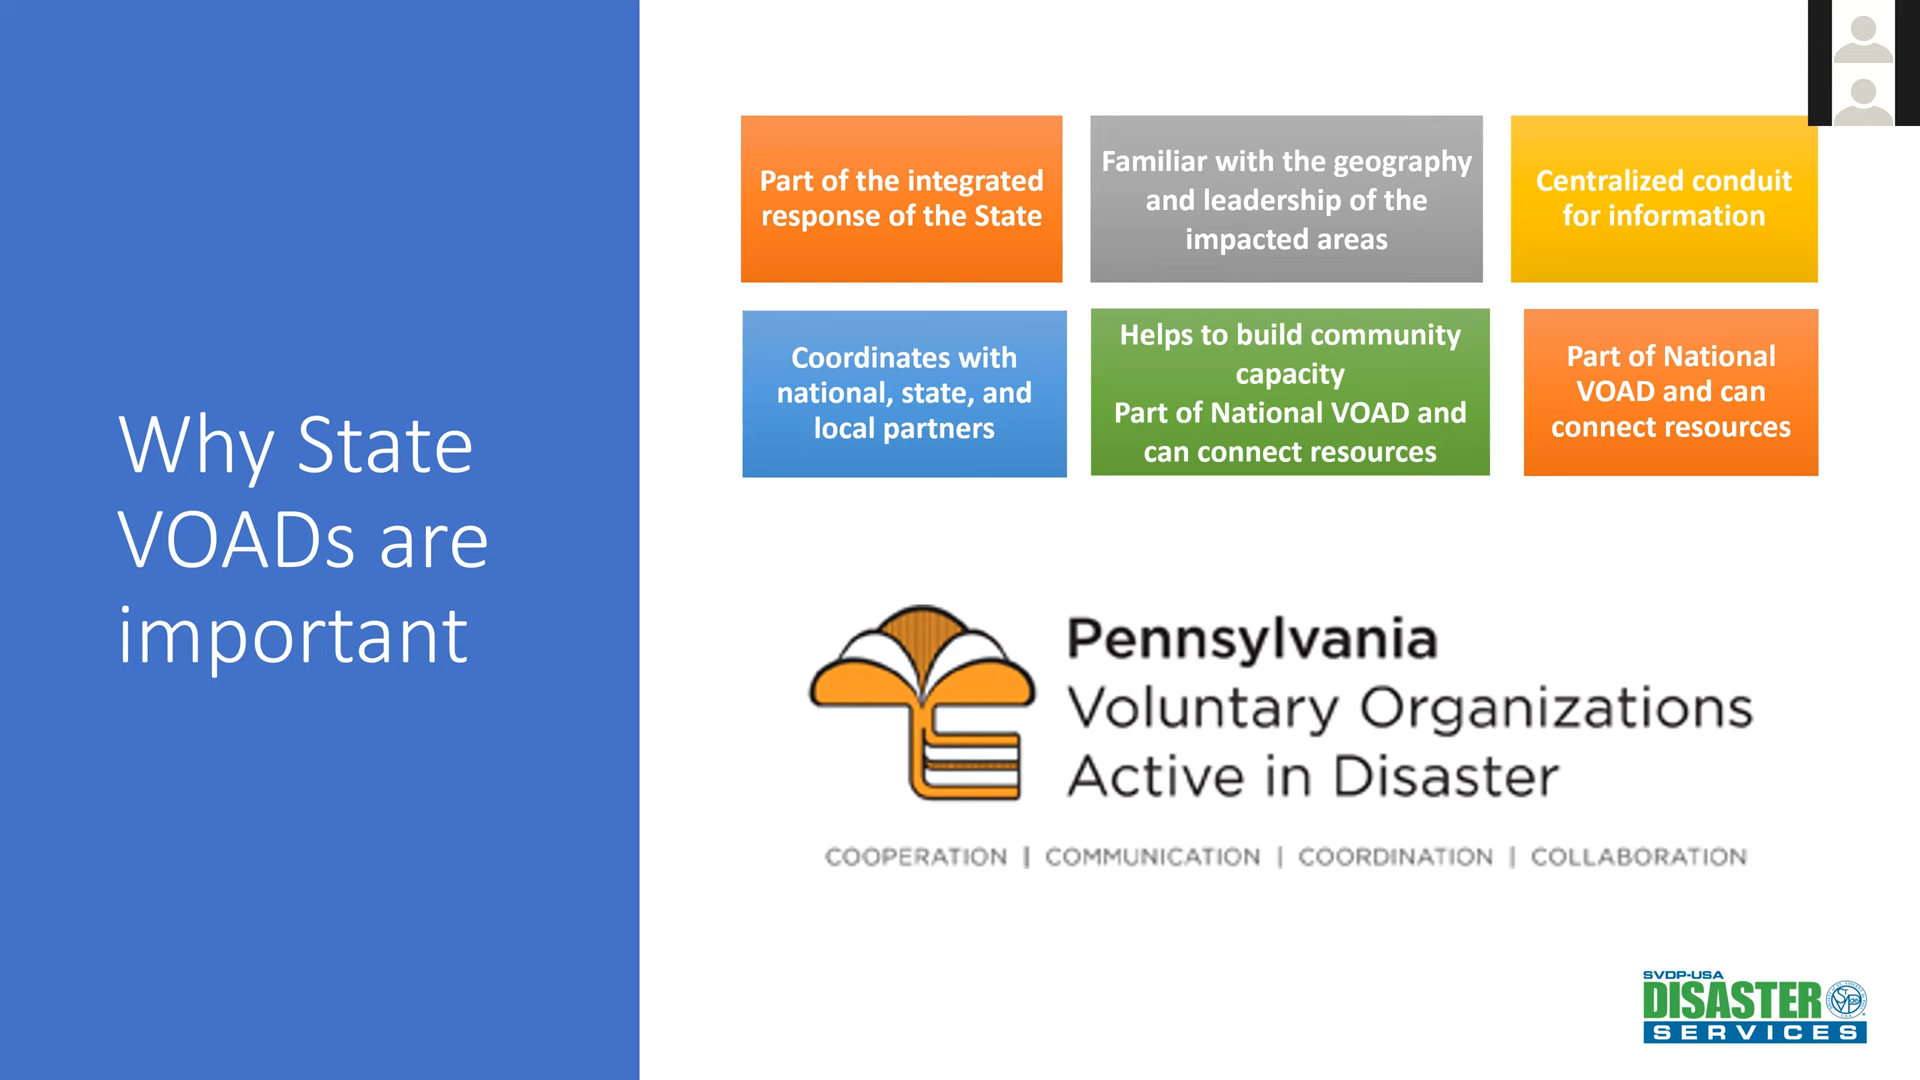 Why State
VOADs are
important
Part of the integrated
response of the State
Familiar with the geography
and leadership of the
impacted areas
Centralized conduit
for information
Coordinates with
national, state, and
local partners
Helps to build community
capacity
Part of National VOAD and
can connect resources
Part of National
VOAD and can
connect resources
Pennsylvania
Voluntary Organizations
Active in Disaster
COOPERATION | COMMUNICATION | COORDINATION | COLLABORATION
SVDP-USA
DISASTER
SERVICES